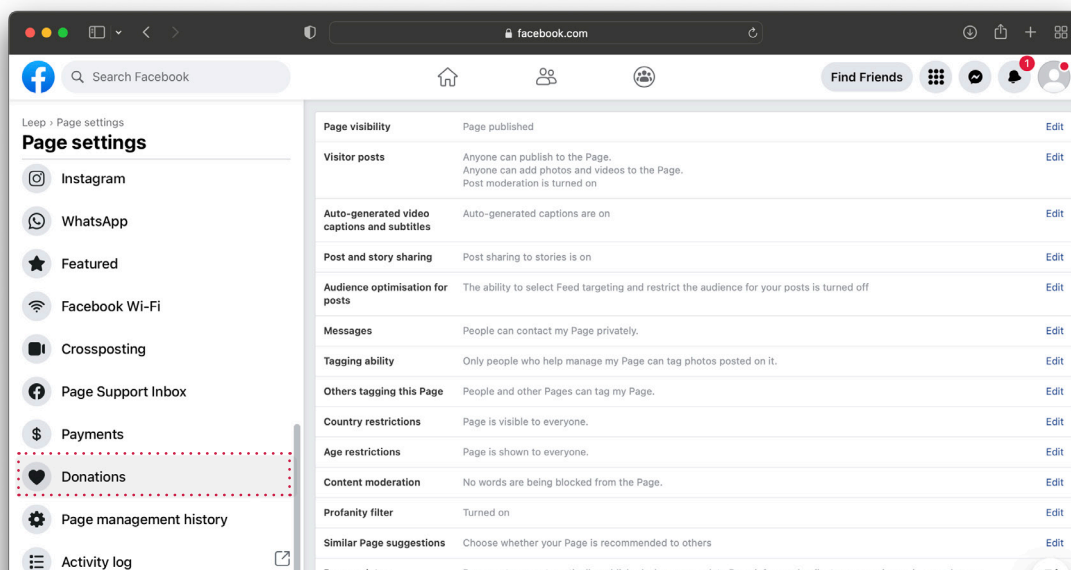 facebook.com
Search Facebook
Find Friends
1
Leep › Page settings
Page settings
Instagram
WhatsApp
Featured
Facebook Wi-Fi
Crossposting
Page Support Inbox
Payments
Donations
Page management history
Activity log
Page visibility Page published Edit
Visitor posts Anyone can publish to the Page. Edit
Anyone can add photos and videos to the Page.
Post moderation is turned on
Auto-generated video Auto-generated captions are on Edit
captions and subtitles
Post and story sharing Post sharing to stories is on Edit
Audience optimisation for The ability to select Feed targeting and restrict the audience for your posts is turned off Edit
posts
Messages People can contact my Page privately. Edit
Tagging ability Only people who help manage my Page can tag photos posted on it. Edit
Others tagging this Page People and other Pages can tag my Page. Edit
Country restrictions Page is visible to everyone. Edit
Age restrictions Page is shown to everyone. Edit
Content moderation No words are being blocked from the Page. Edit
Profanity filter Turned on Edit
Similar Page suggestions Choose whether your Page is recommended to others Edit